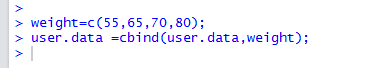 >
> weight=c(55,65,70,80);
> user.data =cbind(user.data,weight);
>